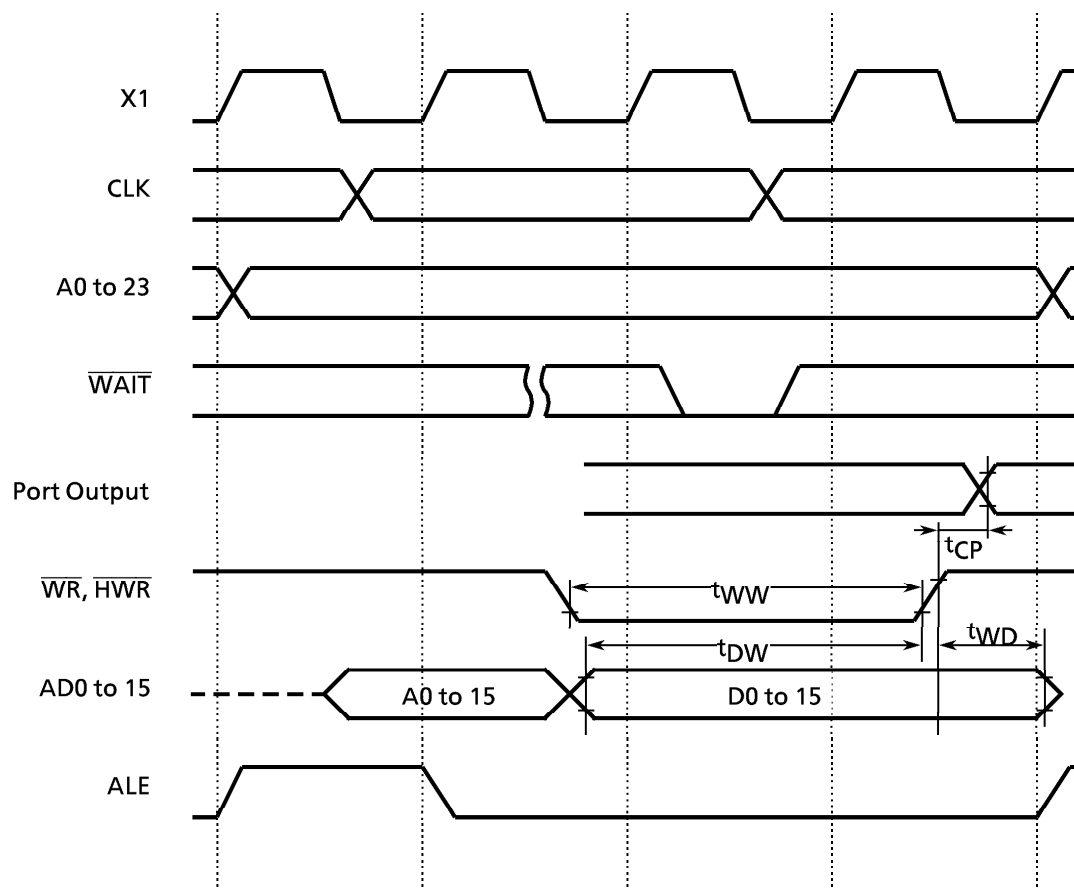 X1
CLK
A0 to 23
WAIT
Port Output
tCP
WR, HWR
tWW
tDW
tWD
AD0 to 15
A0 to 15
D0 to 15
ALE